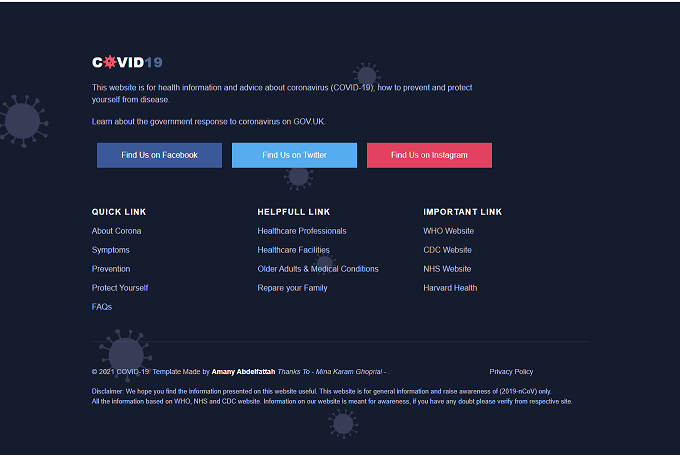 COVID19
This website is for health information and advice about coronavirus (COVID-19), how to prevent and protect
yourself from disease.
Learn about the government response to coronavirus on GOV.UK.
Find Us on Facebook
Find Us on Twitter
Find Us on Instagram
QUICK LINK
About Corona
Symptoms
Prevention
Protect Yourself
FAQs
HELPFULL LINK
Healthcare Professionals
Healthcare Facilities
Older Adults & Medical Conditions
Repare your Family
IMPORTANT LINK
WHO Website
CDC Website
NHS Website
Harvard Health
© 2021 COVID-19. Template Made by Amany Abdelfattah Thanks To - Mina Karam Ghoprial - .
Privacy Policy
Disclaimer: We hope you find the information presented on this website useful. This website is for general information and raise awareness of (2019-nCoV) only.
All the information based on WHO, NHS and CDC website. Information on our website is meant for awareness, if you have any doubt please verify from respective site.